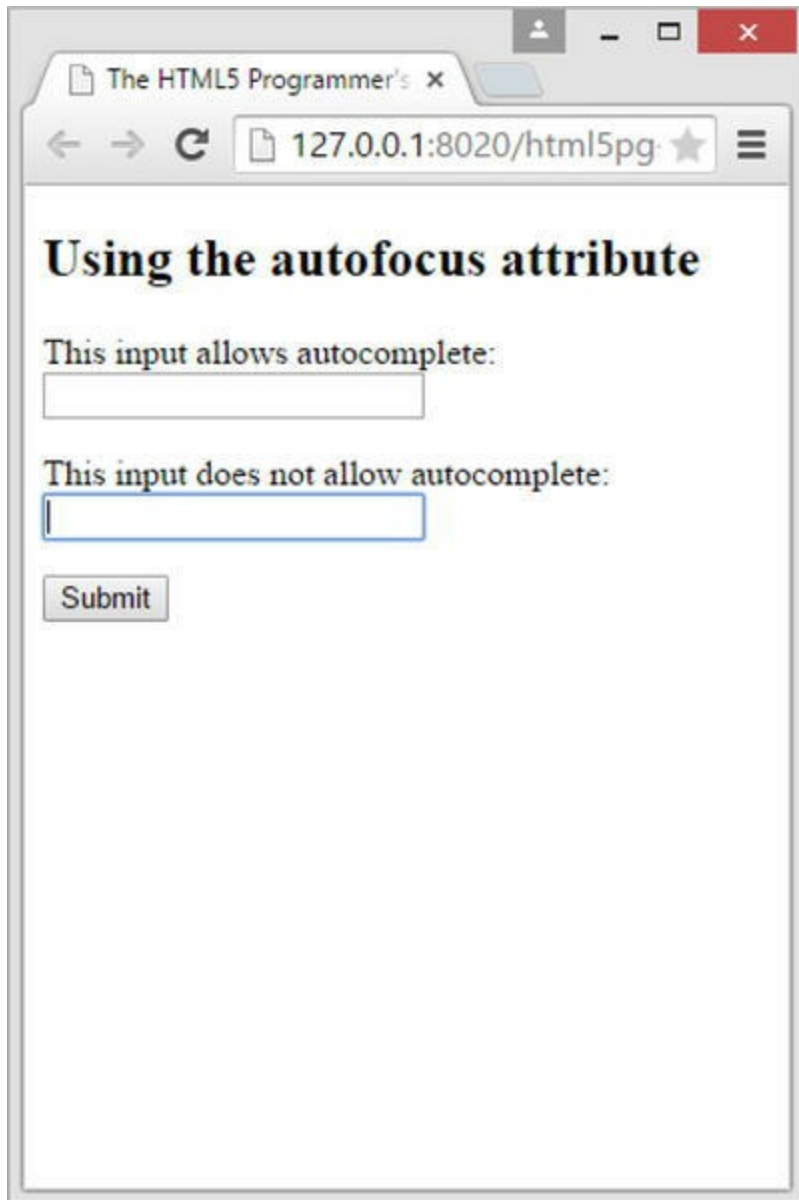 The HTML5 Programmer's
127.0.0.1:8020/html5pg
Using the autofocus attribute
This input allows autocomplete:
This input does not allow autocomplete:
Submit